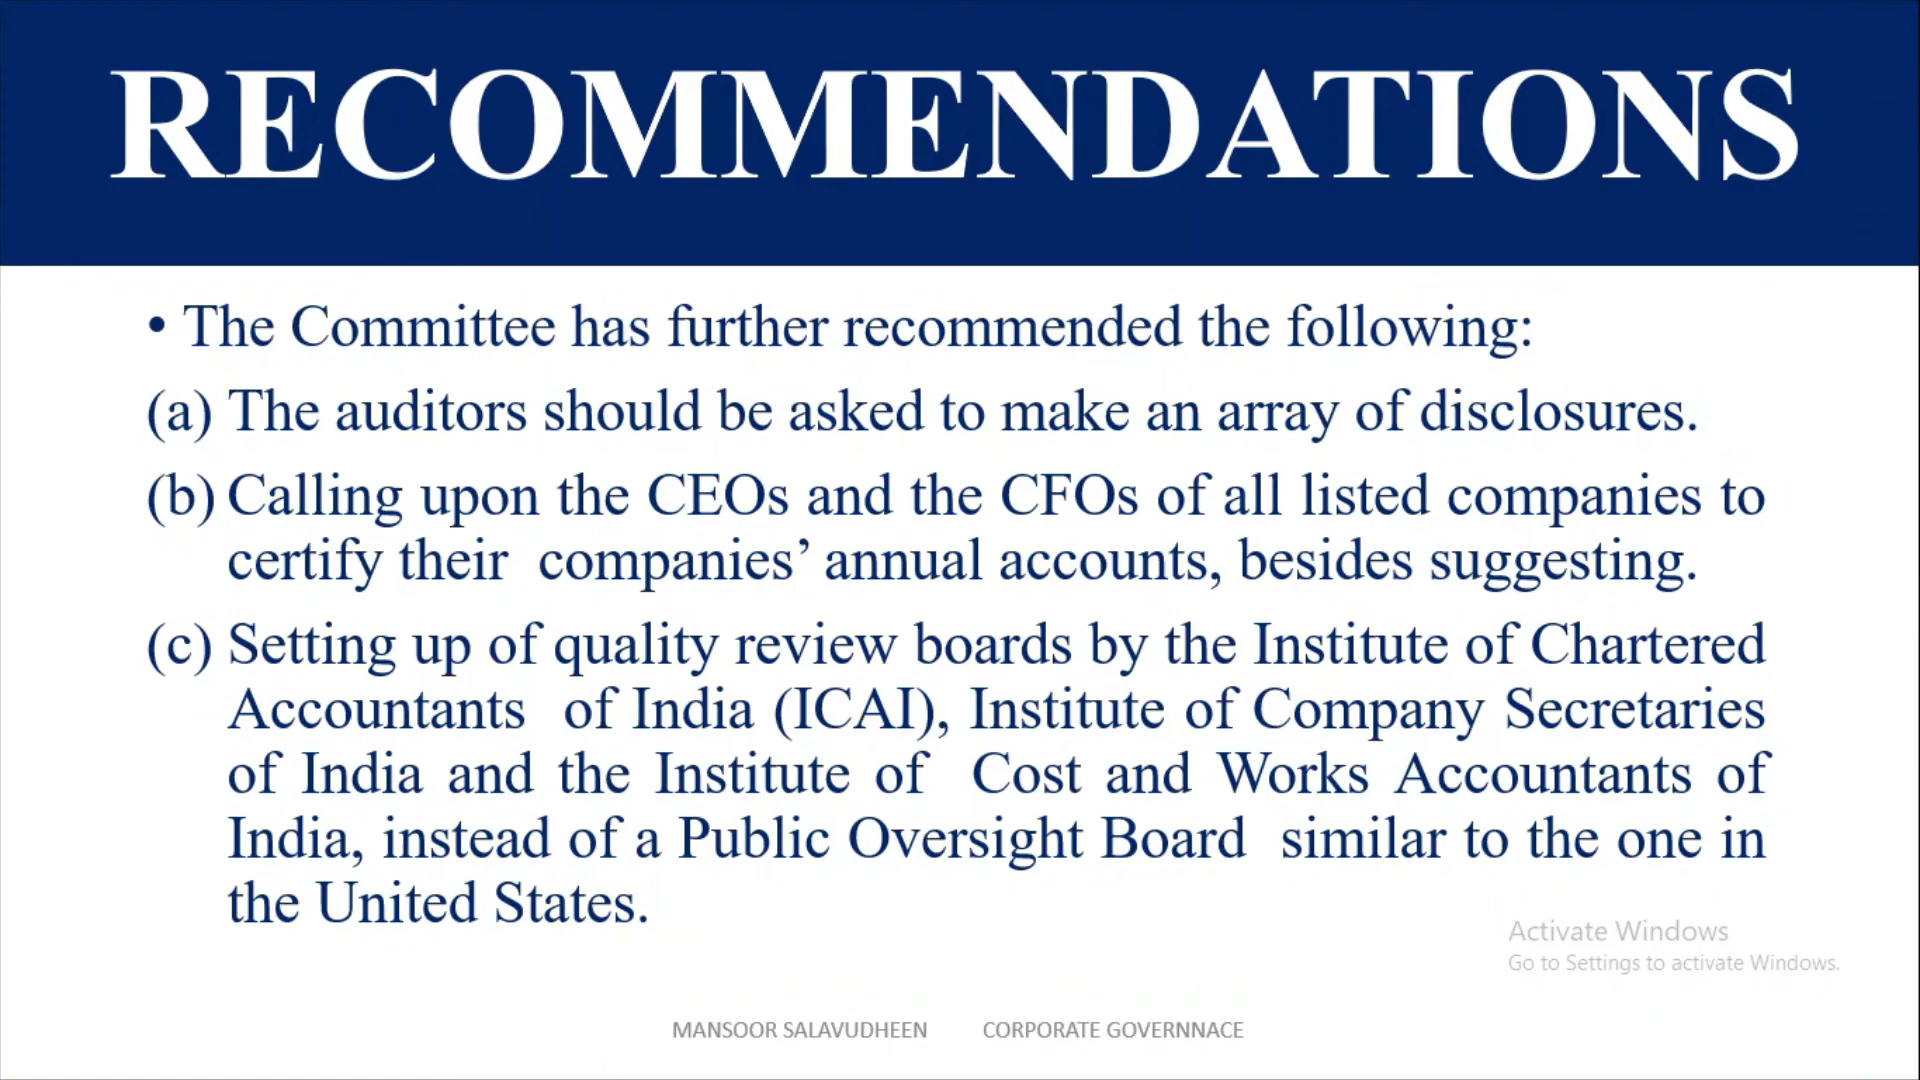 RECOMMENDATIONS
• The Committee has further recommended the following:
(a) The auditors should be asked to make an array of disclosures.
(b) Calling upon the CEOs and the CFOs of all listed companies to
certify their companies’ annual accounts, besides suggesting.
(c) Setting up of quality review boards by the Institute of Chartered
Accountants of India (ICAI), Institute of Company Secretaries
of India and the Institute of Cost and Works Accountants of
India, instead of a Public Oversight Board similar to the one in
the United States.
Activate Windows
Go to Settings to activate Windows.
MANSOOR SALAVUDHEEN CORPORATE GOVERNNACE